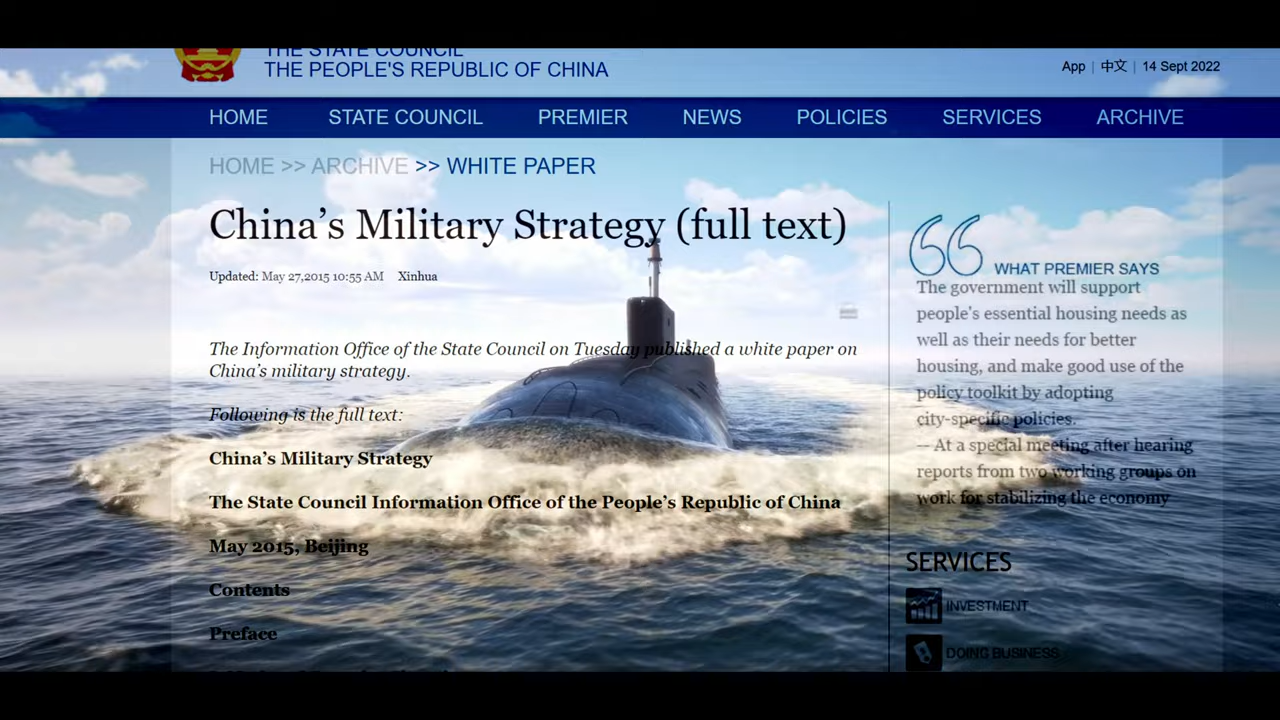 THE STATE COUNCIL
THE PEOPLE'S REPUBLIC OF CHINA
App | 中文 | 14 Sept 2022
HOME STATE COUNCIL PREMIER NEWS POLICIES SERVICES ARCHIVE
HOME >> ARCHIVE >> WHITE PAPER
China’s Military Strategy (full text)
Updated: May 27,2015 10:55 AM Xinhua
The Information Office of the State Council on Tuesday published a white paper on
China’s military strategy.
Following is the full text:
China’s Military Strategy
The State Council Information Office of the People’s Republic of China
May 2015, Beijing
Contents
Preface
WHAT PREMIER SAYS
The government will support
people's essential housing needs as
well as their needs for better
housing, and make good use of the
policy toolkit by adopting
city-specific policies.
-- At a special meeting after hearing
reports from two working groups on
work for stabilizing the economy
SERVICES
INVESTMENT
DOING BUSINESS